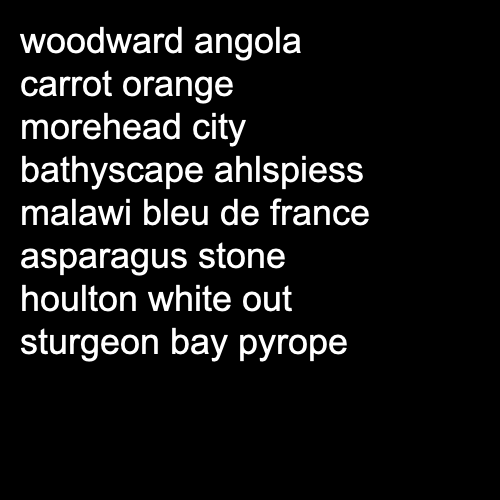 woodward angola
carrot orange
morehead city
bathyscape ahlspiess
malawi bleu de france
asparagus stone
houlton white out
sturgeon bay pyrope